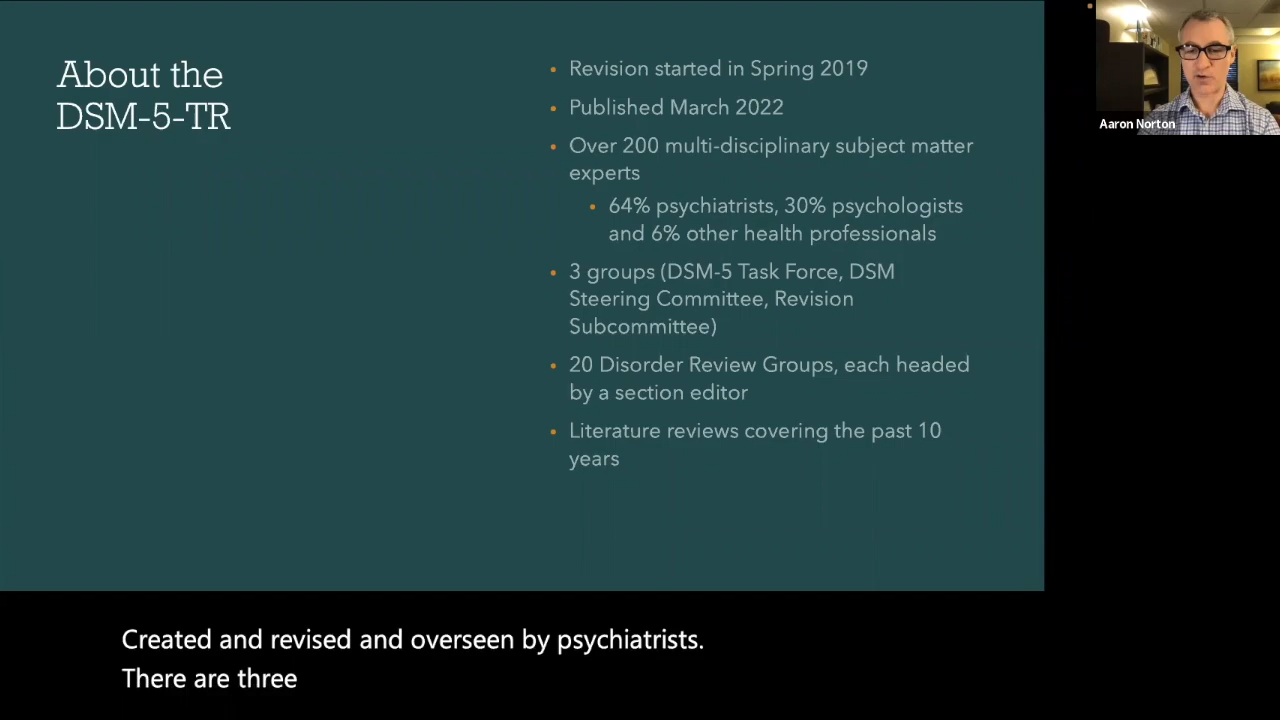 About the
DSM-5-TR
• Revision started in Spring 2019
• Published March 2022
• Over 200 multi-disciplinary subject matter
experts
• 64% psychiatrists, 30% psychologists
and 6% other health professionals
• 3 groups (DSM-5 Task Force, DSM
Steering Committee, Revision
Subcommittee)
• 20 Disorder Review Groups, each headed
by a section editor
• Literature reviews covering the past 10
years
Aaron Norton
Created and revised and overseen by psychiatrists.
There are three